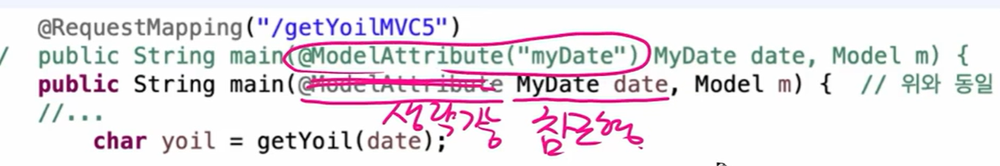 @RequestMapping("/getYoilMVC5")
/ public String main(@ModelAttribute("myDate") MyDate date, Model m) {
public String main(@ModelAttribute MyDate date, Model m) { // 위와 동일
//...
생략가능 참조형.
char yoil = getYoil(date);